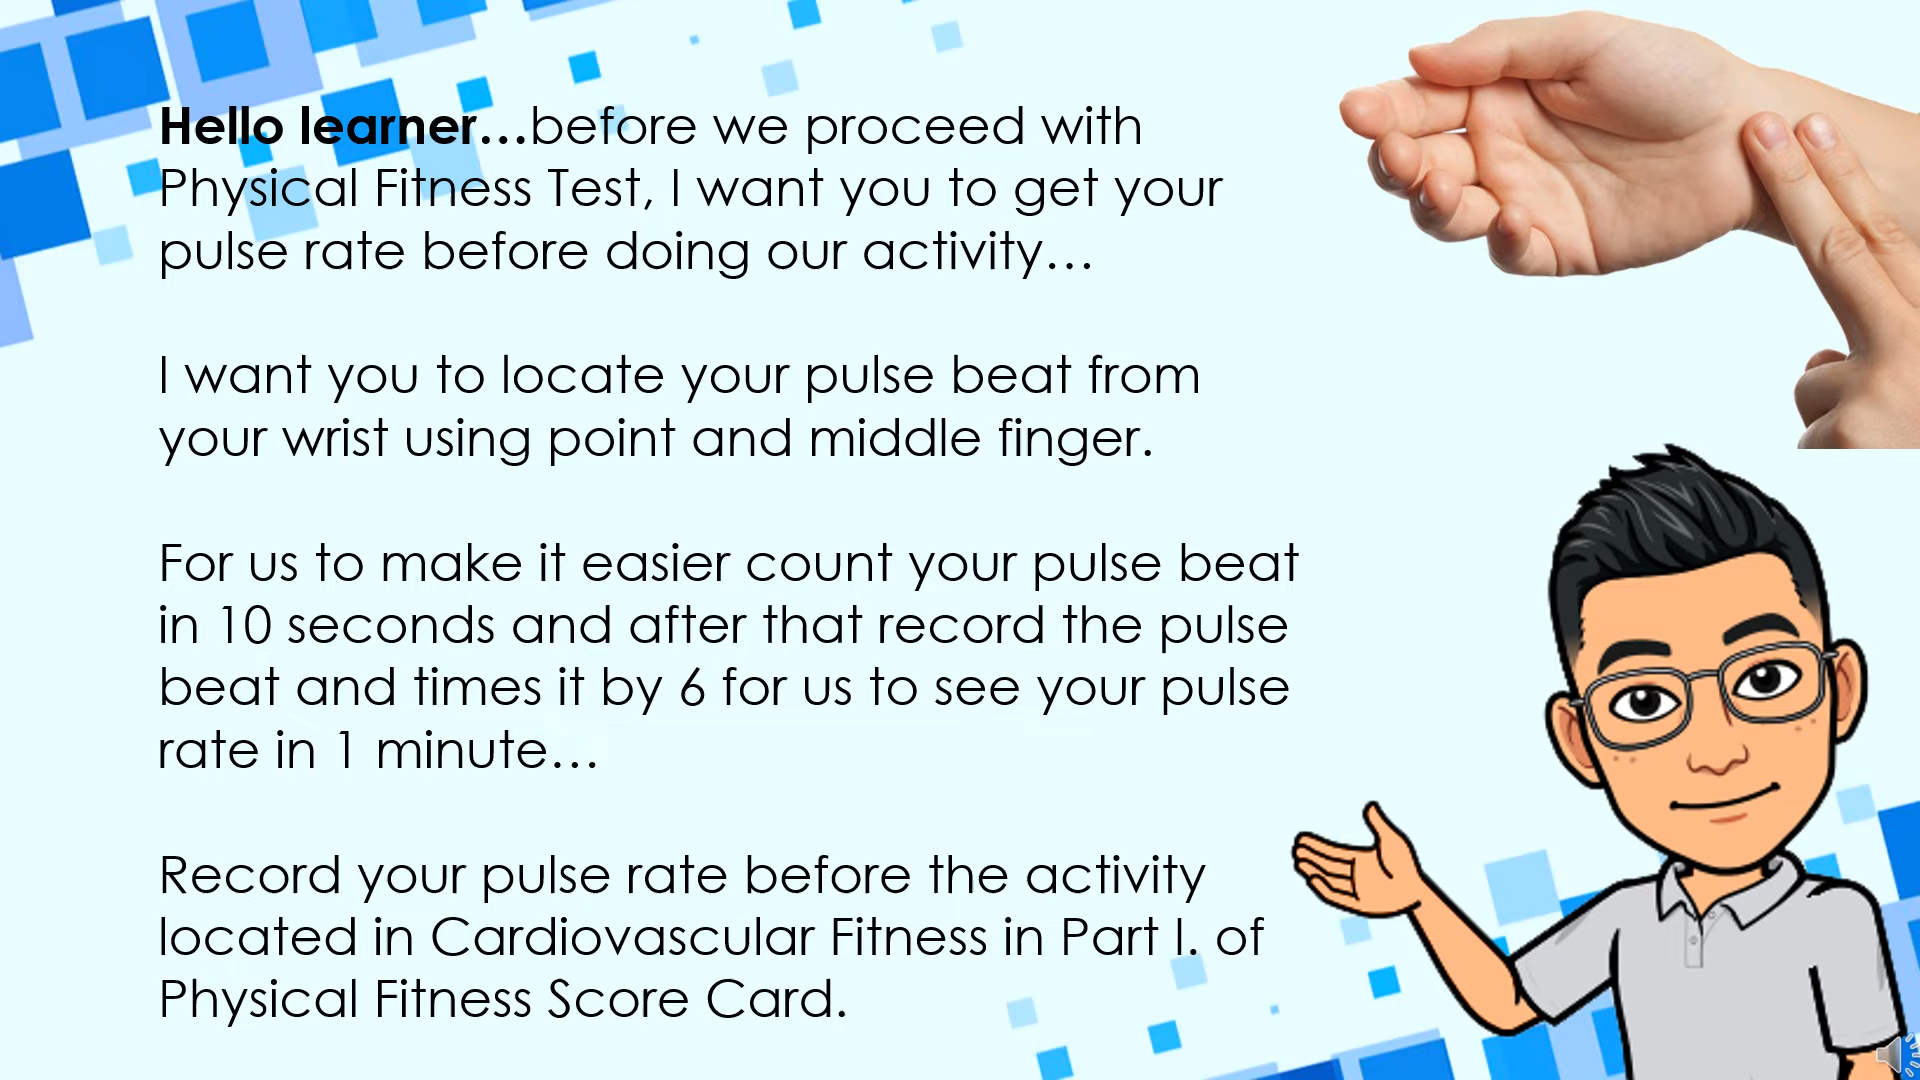 Hello learner...before we proceed with
Physical Fitness Test, I want you to get your
pulse rate before doing our activity...
I want you to locate your pulse beat from
your wrist using point and middle finger.
For us to make it easier count your pulse beat
in 10 seconds and after that record the pulse
beat and times it by 6 for us to see your pulse
rate in 1 minute...
Record your pulse rate before the activity
located in Cardiovascular Fitness in Part I. of
Physical Fitness Score Card.